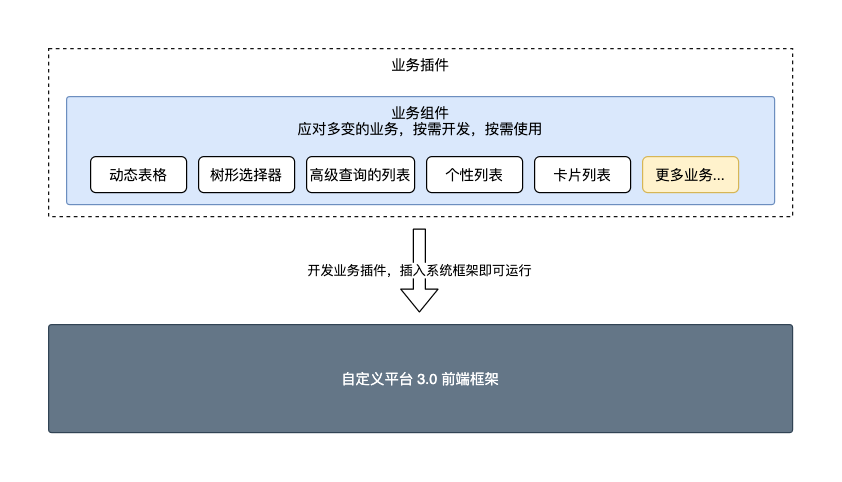 业务插件
业务组件
应对多变的业务，按需开发，按需使用
动态表格
树形选择器
高级查询的列表
个性列表
卡片列表
更多业务...
开发业务插件，插入系统框架即可运行
自定义平台 3.0 前端框架